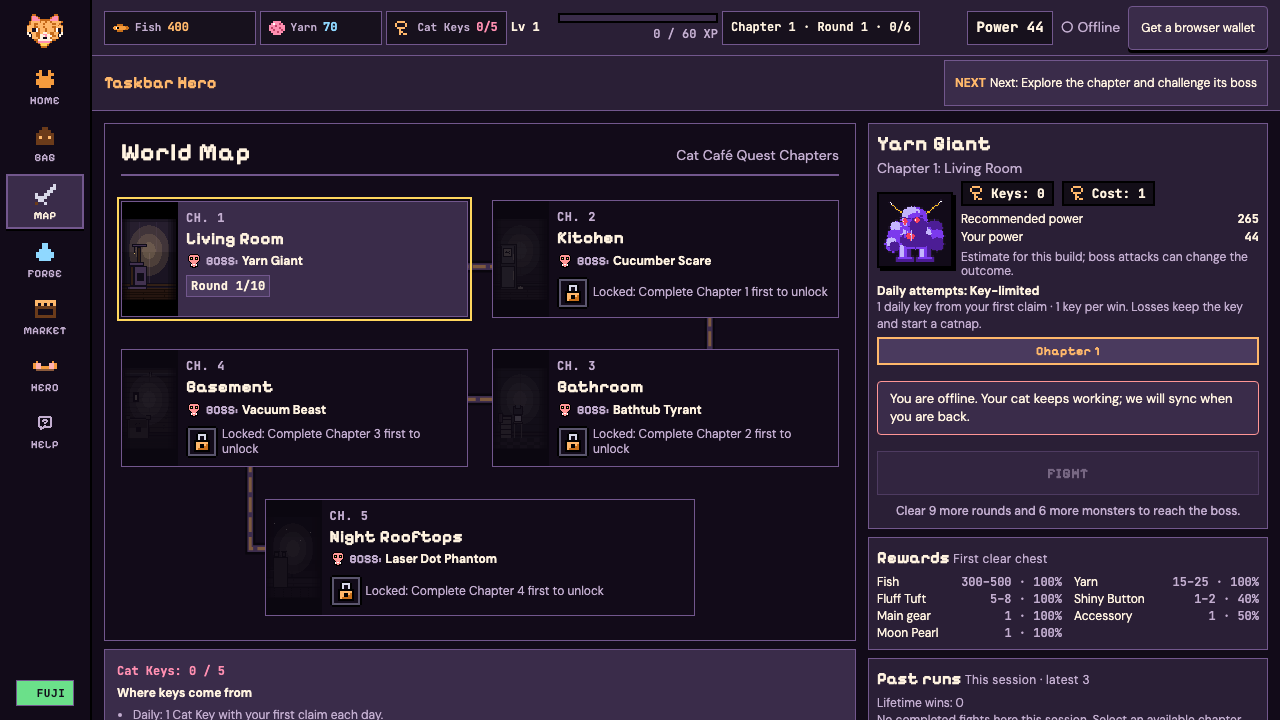 Fish 400
Yarn 70
Cat Keys 0/5
Lv 1
0 / 60 XP
Chapter 1 · Round 1 · 0/6
Power 44
Offline
Get a browser wallet
HOME
BAG
MAP
FORGE
MARKET
HERO
HELP
FUJI
Taskbar Hero
NEXT Next: Explore the chapter and challenge its boss
World Map
Cat Café Quest Chapters
CH. 1
Living Room
BOSS: Yarn Giant
Round 1/10
CH. 2
Kitchen
BOSS: Cucumber Scare
Locked: Complete Chapter 1 first to unlock
CH. 4
Basement
BOSS: Vacuum Beast
Locked: Complete Chapter 3 first to
unlock
CH. 3
Bathroom
BOSS: Bathtub Tyrant
Locked: Complete Chapter 2 first to
unlock
CH. 5
Night Rooftops
BOSS: Laser Dot Phantom
Locked: Complete Chapter 4 first to unlock
Cat Keys: 0 / 5
Where keys come from
• Daily: 1 Cat Key with your first claim each day.
Yarn Giant
Chapter 1: Living Room
Keys: 0
Cost: 1
Recommended power 265
Your power 44
Estimate for this build; boss attacks can change the
outcome.
Daily attempts: Key-limited
1 daily key from your first claim · 1 key per win. Losses keep the key
and start a catnap.
Chapter 1
You are offline. Your cat keeps working; we will sync when
you are back.
FIGHT
Clear 9 more rounds and 6 more monsters to reach the boss.
Rewards First clear chest
Fish 300-500 · 100% Yarn 15-25 · 100%
Fluff Tuft 5-8 · 100% Shiny Button 1-2 · 40%
Main gear 1 · 100% Accessory 1 · 50%
Moon Pearl 1 · 100%
Past runs This session · latest 3
Lifetime wins: 0
No completed fights here this session. Select an available chapter